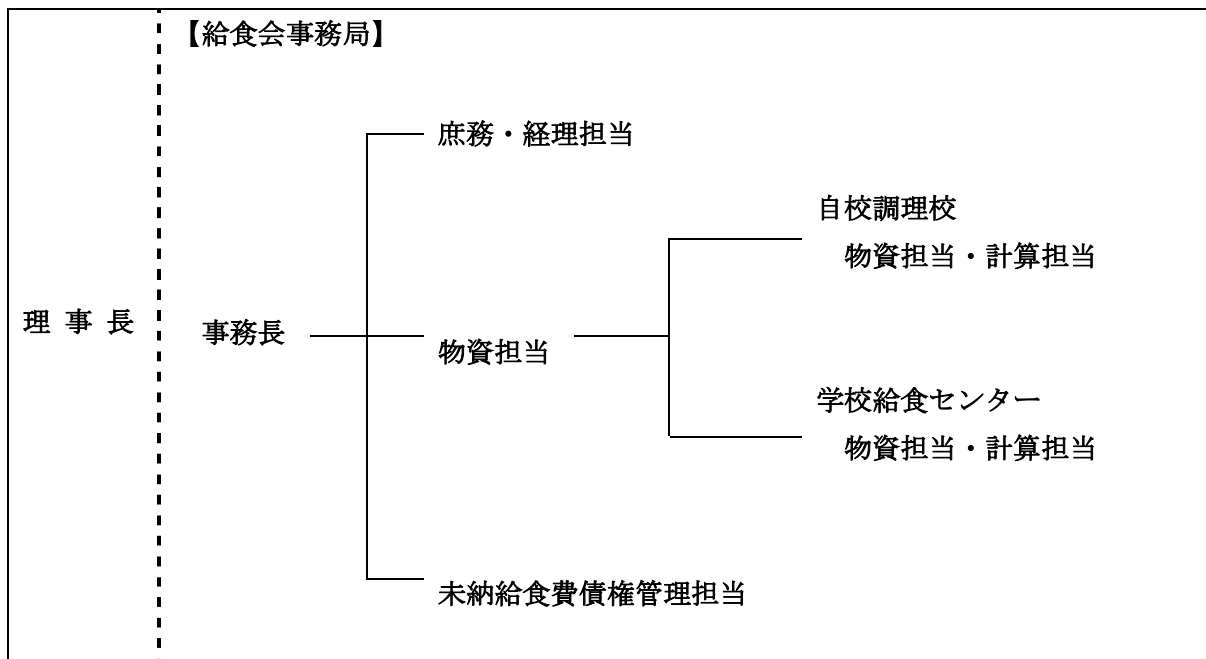 【給食会事務局】
庶務・経理担当
自校調理校
物資担当・計算担当
理事長
事務長
物資担当
学校給食センター
物資担当・計算担当
未納給食費債権管理担当